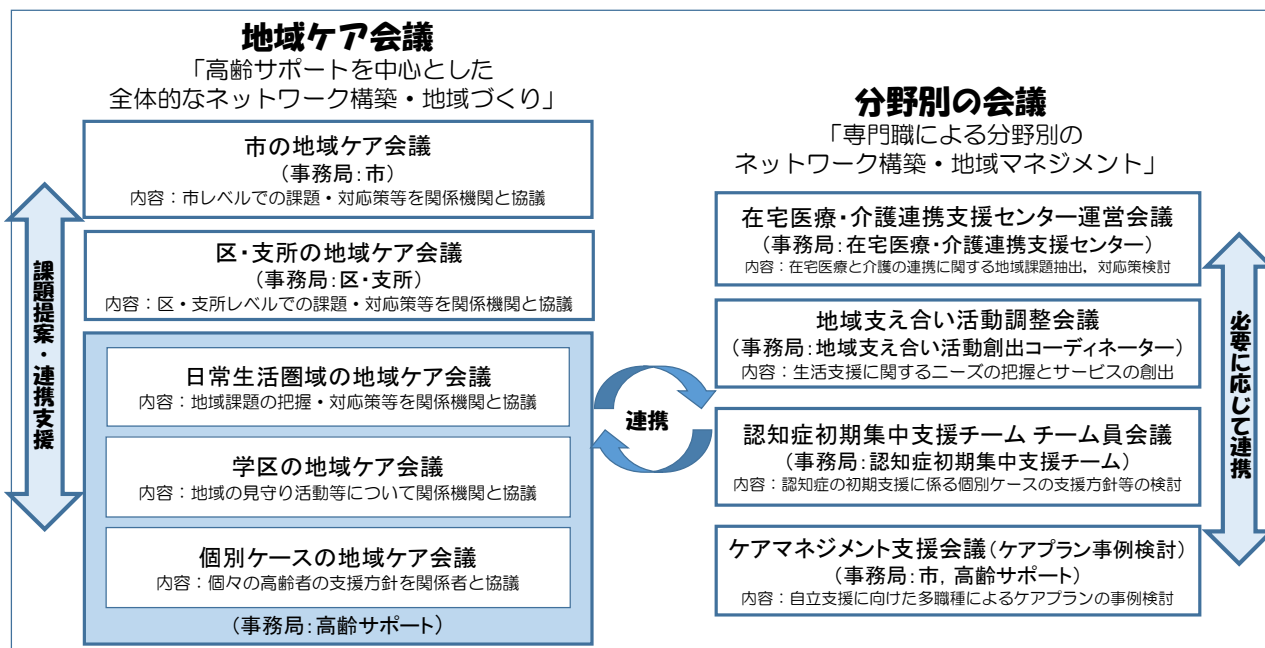 地域ケア会議
「高齢サポートを中心とした
全体的なネットワーク構築・地域づくり」
市の地域ケア会議
(事務局:市)
内容:市レベルでの課題・対応策等を関係機関と協議
区・支所の地域ケア会議
(事務局:区・支所)
内容:区・支所レベルでの課題・対応策等を関係機関と協議
日常生活圏域の地域ケア会議
内容:地域課題の把握・対応策等を関係機関と協議
学区の地域ケア会議
内容:地域の見守り活動等について関係機関と協議
個別ケースの地域ケア会議
内容:個々の高齢者の支援方針を関係者と協議
(事務局:高齢サポート)
課題提案・連携支援
連携
分野別の会議
「専門職による分野別の
ネットワーク構築・地域マネジメント」
在宅医療・介護連携支援センター運営会議
(事務局:在宅医療・介護連携支援センター)
内容:在宅医療と介護の連携に関する地域課題抽出，対応策検討
地域支え合い活動調整会議
(事務局:地域支え合い活動創出コーディネーター)
内容:生活支援に関するニーズの把握とサービスの創出
認知症初期集中支援チーム チーム員会議
(事務局:認知症初期集中支援チーム)
内容:認知症の初期支援に係る個別ケースの支援方針等の検討
ケアマネジメント支援会議(ケアプラン事例検討)
(事務局:市，高齢サポート)
内容:自立支援に向けた多職種によるケアプランの事例検討
必要に応じて連携